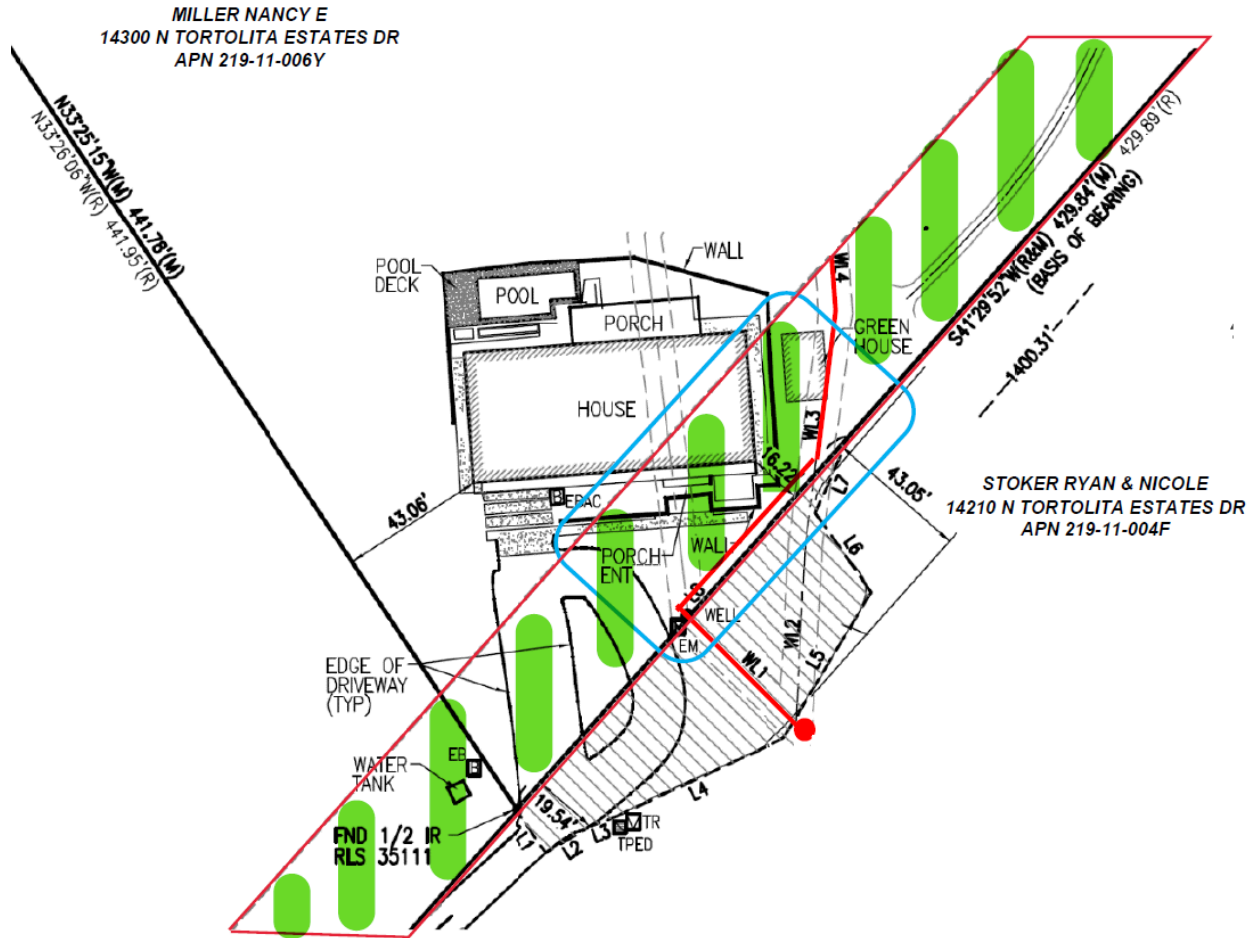 MILLER NANCY E
14300 N TORTOLITA ESTATES DR
APN 219-11-006Y
N33°25'15"W(M) 441.78'(M)
N33°26'06"W(R) 441.95'(R)
429.89'(R)
S41°29'52"W(R&M) 429.84'(M)
(BASIS OF BEARING)
1400.31'
WALL
POOL
DECK
POOL
PORCH
WL4
GREEN
HOUSE
HOUSE
WL3
16.22'
L7
43.05'
STOKER RYAN & NICOLE
14210 N TORTOLITA ESTATES DR
APN 219-11-004F
43.06'
EPAC
L6
PORCH
ENT
WALL
WELL
EM
WL2
WL1
L5
EDGE OF
DRIVEWAY
(TYP)
EB
WATER
TANK
L4
19.54'
FND 1/2 IR
RLS 35111
L1
L2
L3
TR
TPED